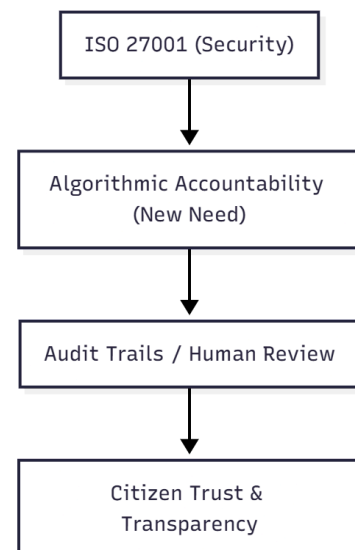 ISO 27001 (Security)
Algorithmic Accountability
(New Need)
Audit Trails / Human Review
Citizen Trust &
Transparency